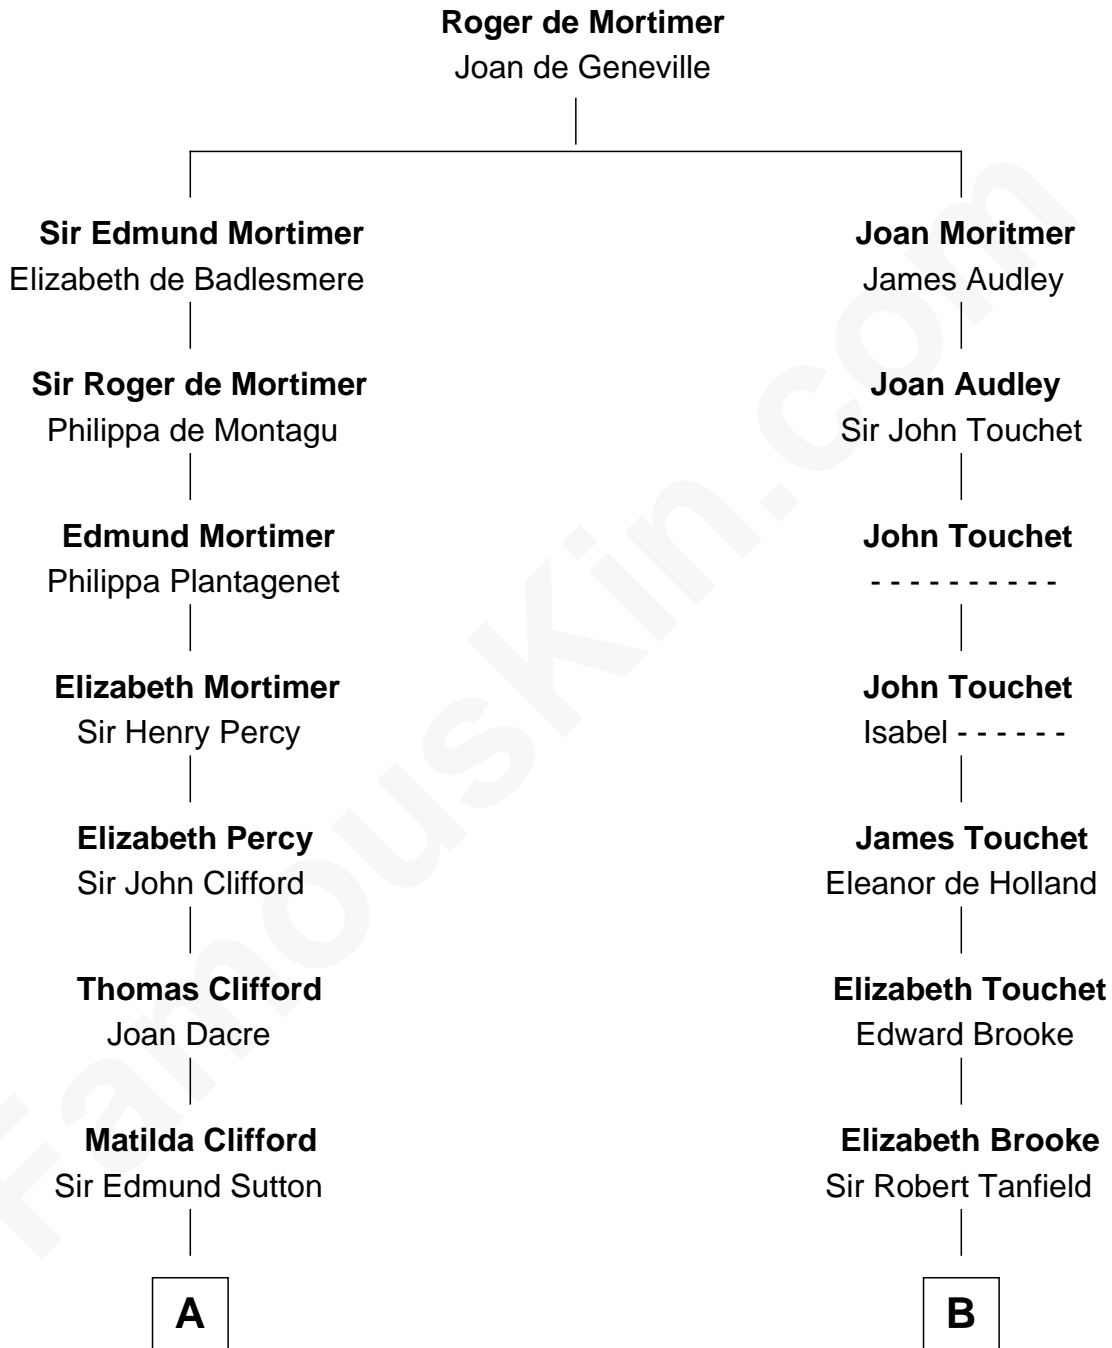 Roger de Mortimer
Joan de Geneville
Sir Edmund Mortimer
Elizabeth de Badlesmere
Joan Moritmer
James Audley
Sir Roger de Mortimer
Philippa de Montagu
Joan Audley
Sir John Touchet
Edmund Mortimer
Philippa Plantagenet
John Touchet
- - - - - - - - - -
Elizabeth Mortimer
Sir Henry Percy
John Touchet
Isabel - - - - - -
Elizabeth Percy
Sir John Clifford
James Touchet
Eleanor de Holland
Thomas Clifford
Joan Dacre
Elizabeth Touchet
Edward Brooke
Matilda Clifford
Sir Edmund Sutton
Elizabeth Brooke
Sir Robert Tanfield
A
B
FamousKin.com